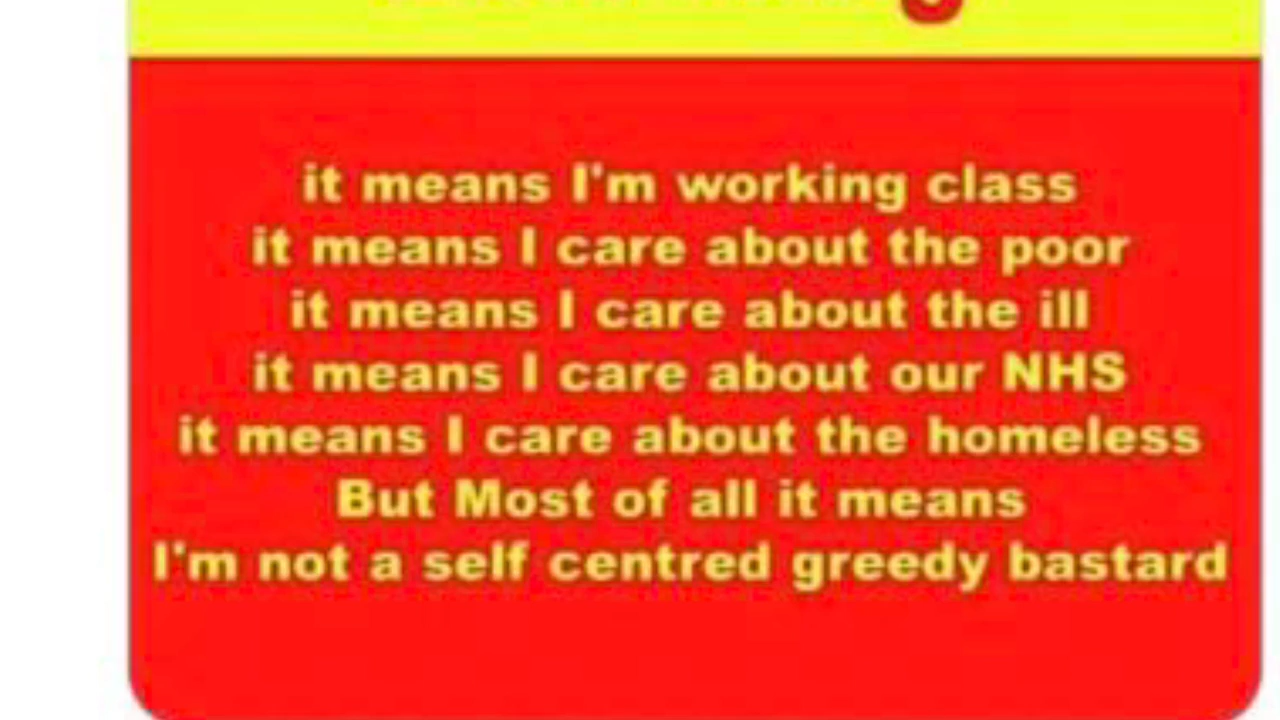 it means I'm working class
it means I care about the poor
it means I care about the ill
it means I care about our NHS
it means I care about the homeless
But Most of all it means
I'm not a self centred greedy bastard